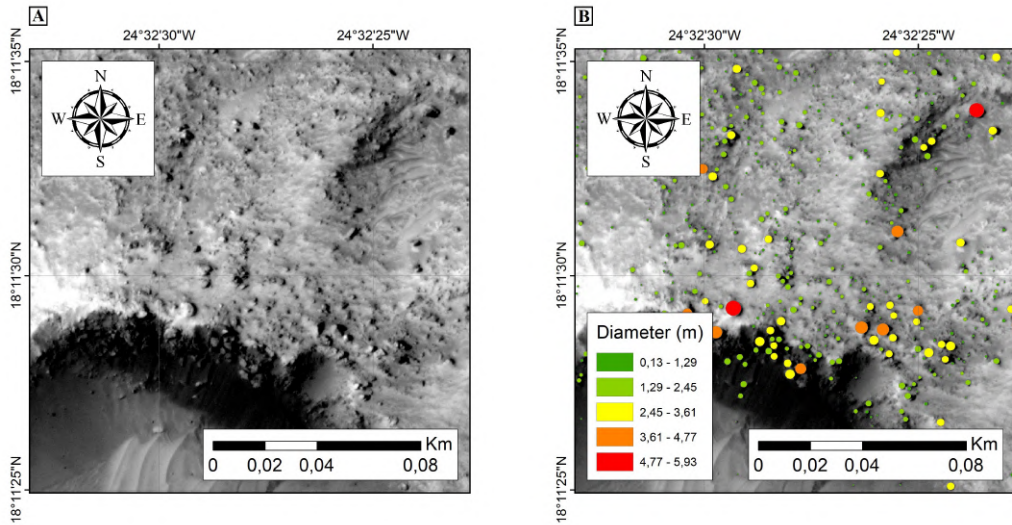 A
24°32'30"W 24°32'25"W
18°11'35"N
N
W E
S
18°11'30"N
18°11'25"N
Km
0 0,02 0,04 0,08
B
24°32'30"W 24°32'25"W
18°11'35"N
N
W E
S
18°11'30"N
Diameter (m)
0,13 - 1,29
1,29 - 2,45
2,45 - 3,61
3,61 - 4,77
4,77 - 5,93
18°11'25"N
Km
0 0,02 0,04 0,08